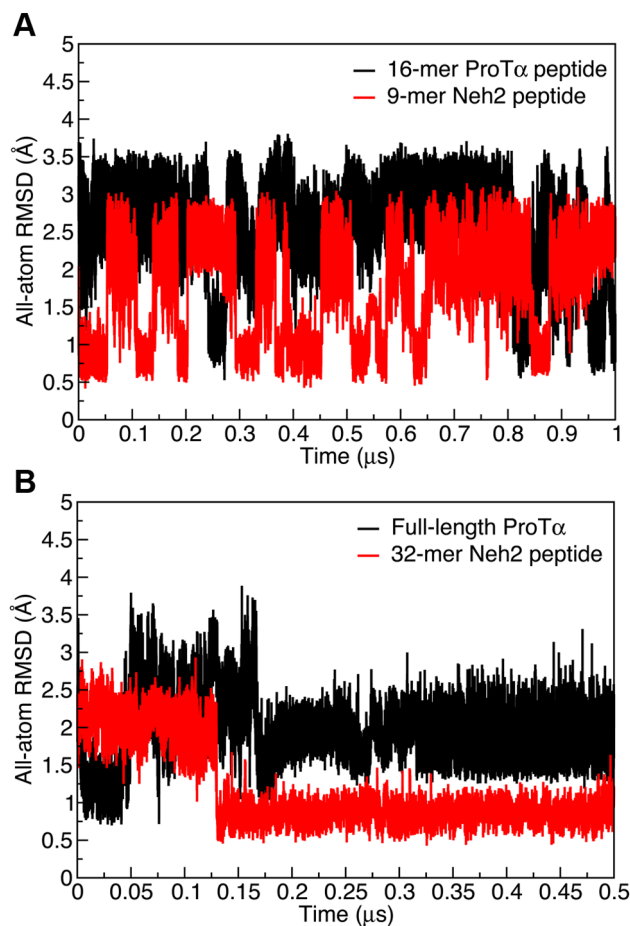 A
5
4.5
4
3.5
3
2.5
2
1.5
1
0.5
0
All-atom RMSD (Å)
16-mer ProTα peptide
9-mer Neh2 peptide
0 0.1 0.2 0.3 0.4 0.5 0.6 0.7 0.8 0.9 1
Time (μs)
B
5
4.5
4
3.5
3
2.5
2
1.5
1
0.5
0
All-atom RMSD (Å)
Full-length ProTα
32-mer Neh2 peptide
0 0.05 0.1 0.15 0.2 0.25 0.3 0.35 0.4 0.45 0.5
Time (μs)